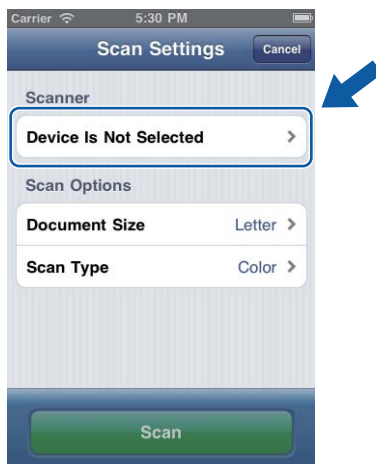 Carrier 5:30 PM
Scan Settings Cancel
Scanner
Device Is Not Selected
Scan Options
Document Size Letter
Scan Type Color
Scan